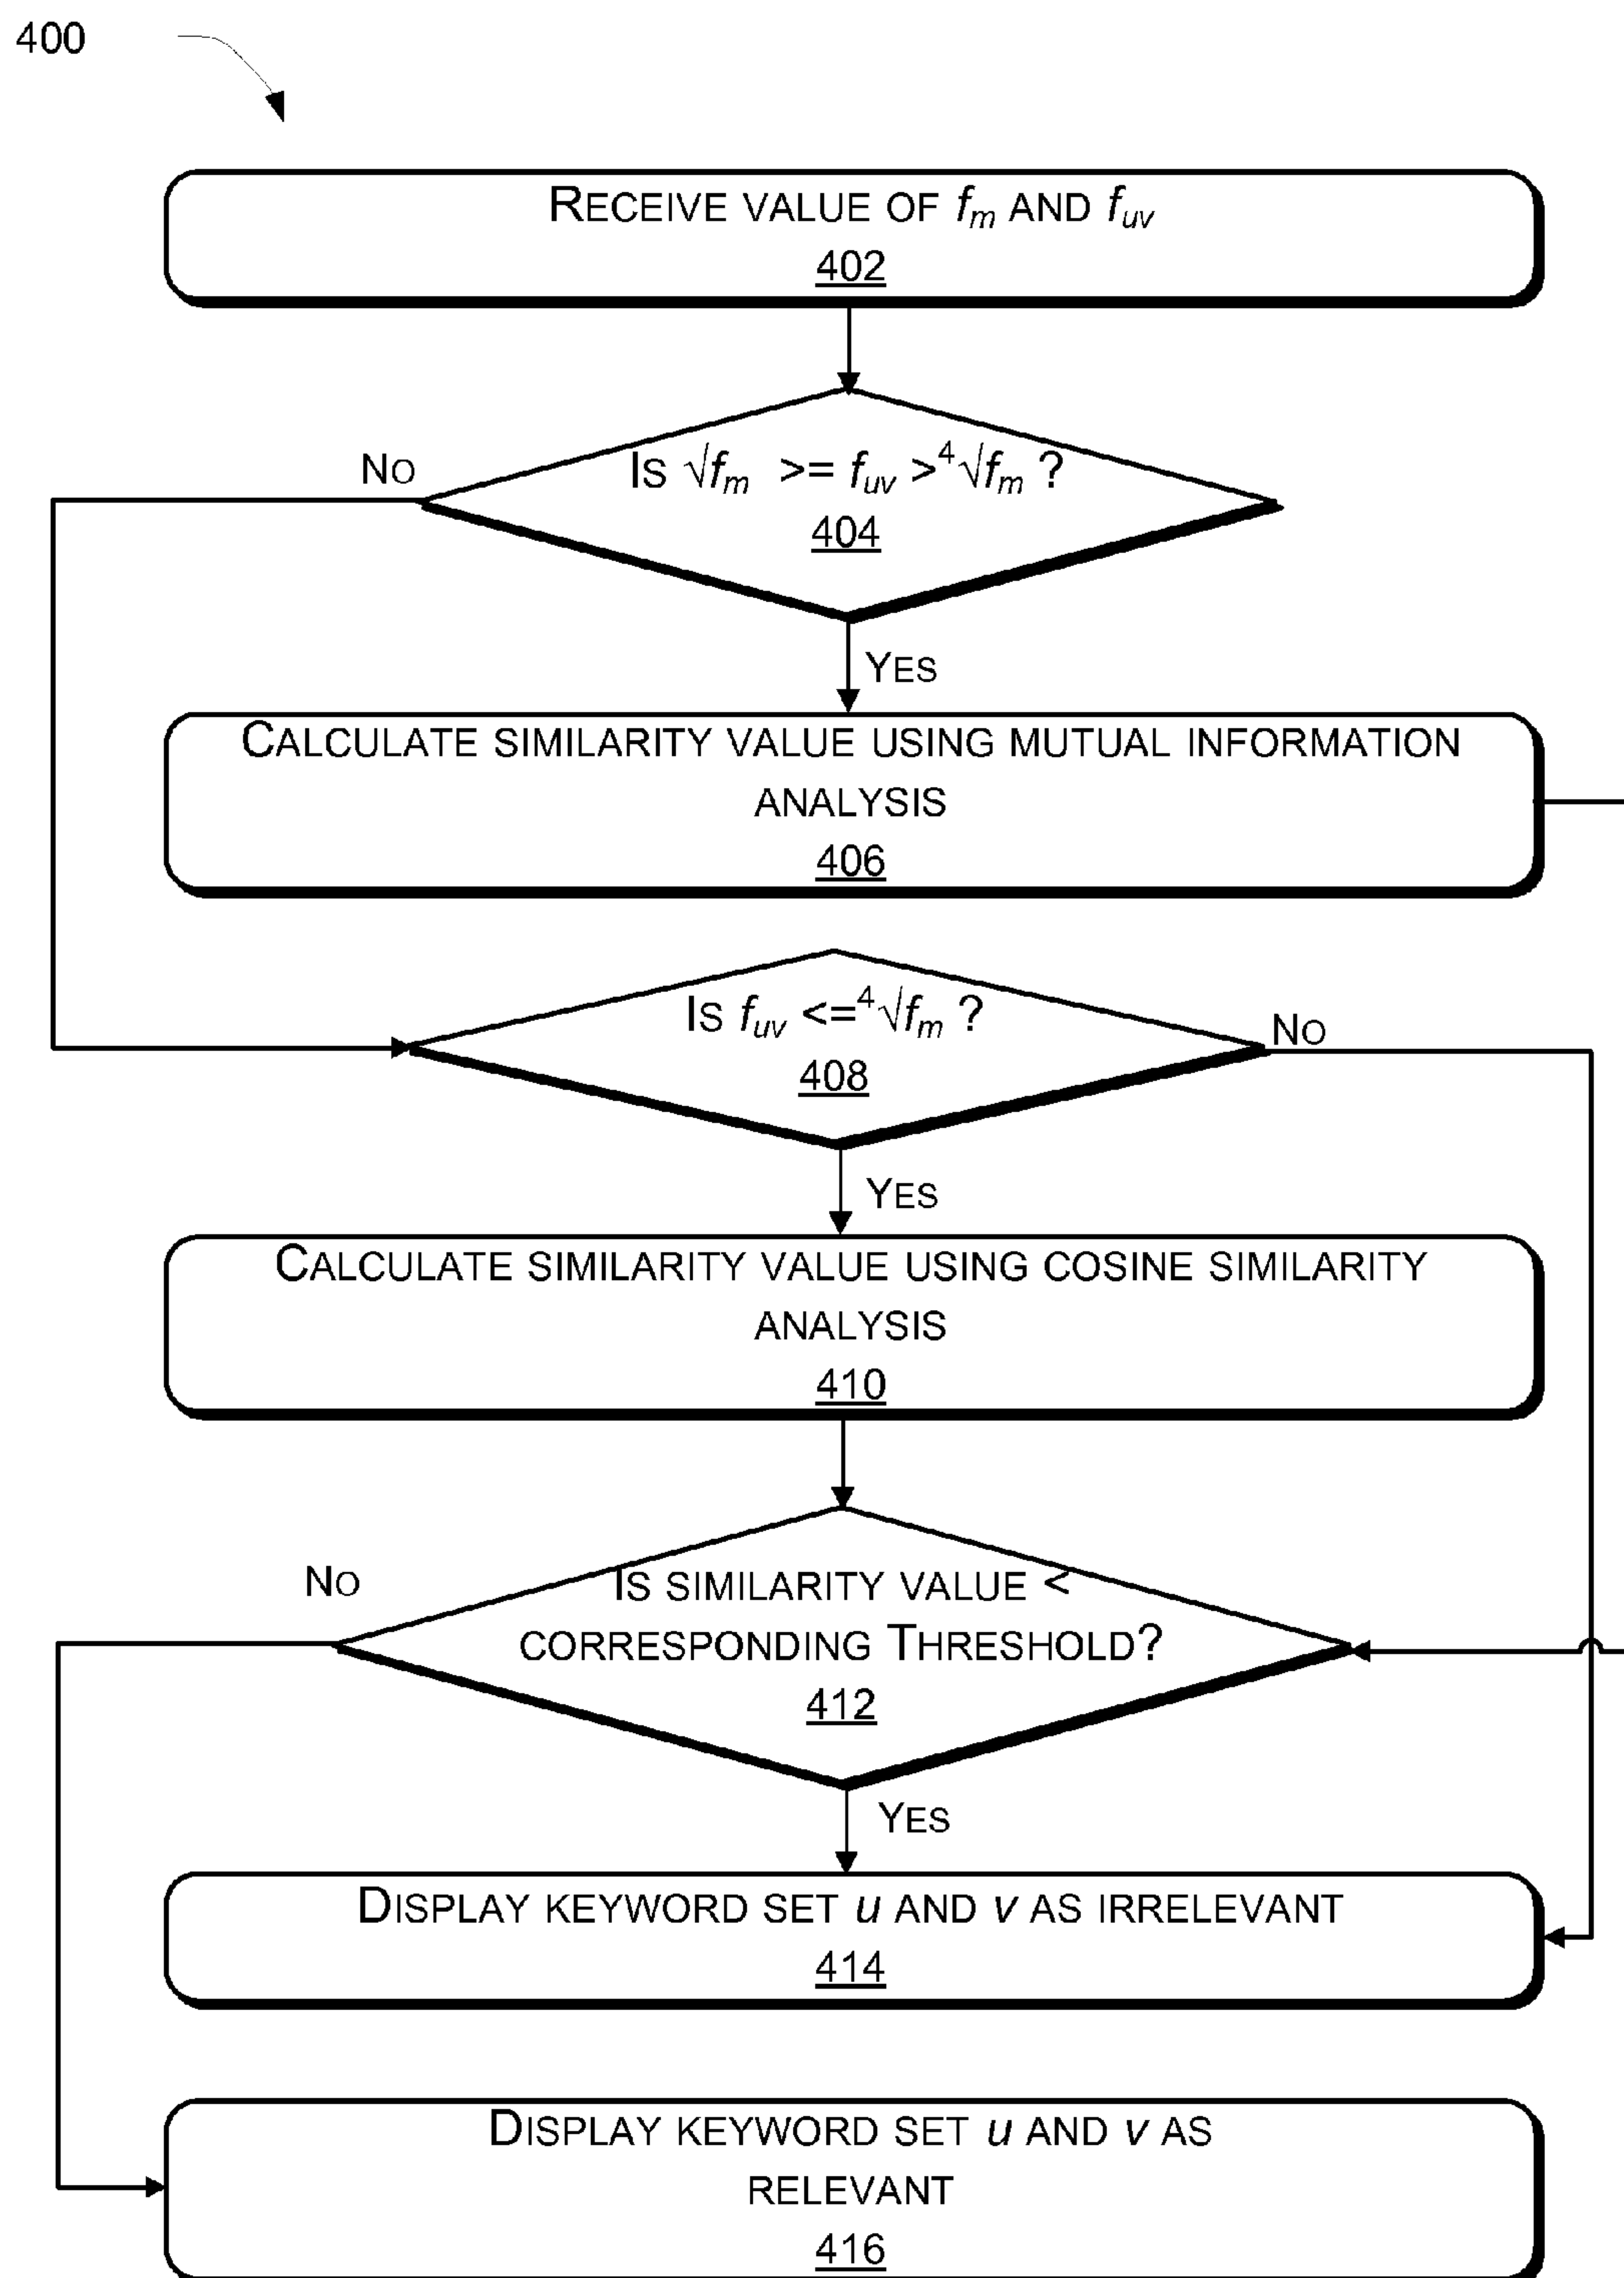 400
RECEIVE VALUE OF fm AND fuv
402
IS √fm >= fuv >⁴√fm ?
404
NO
YES
CALCULATE SIMILARITY VALUE USING MUTUAL INFORMATION
ANALYSIS
406
IS fuv <=⁴√fm ?
408
NO
YES
CALCULATE SIMILARITY VALUE USING COSINE SIMILARITY
ANALYSIS
410
NO
IS SIMILARITY VALUE <
CORRESPONDING THRESHOLD?
412
YES
DISPLAY KEYWORD SET u AND v AS IRRELEVANT
414
DISPLAY KEYWORD SET u AND v AS
RELEVANT
416